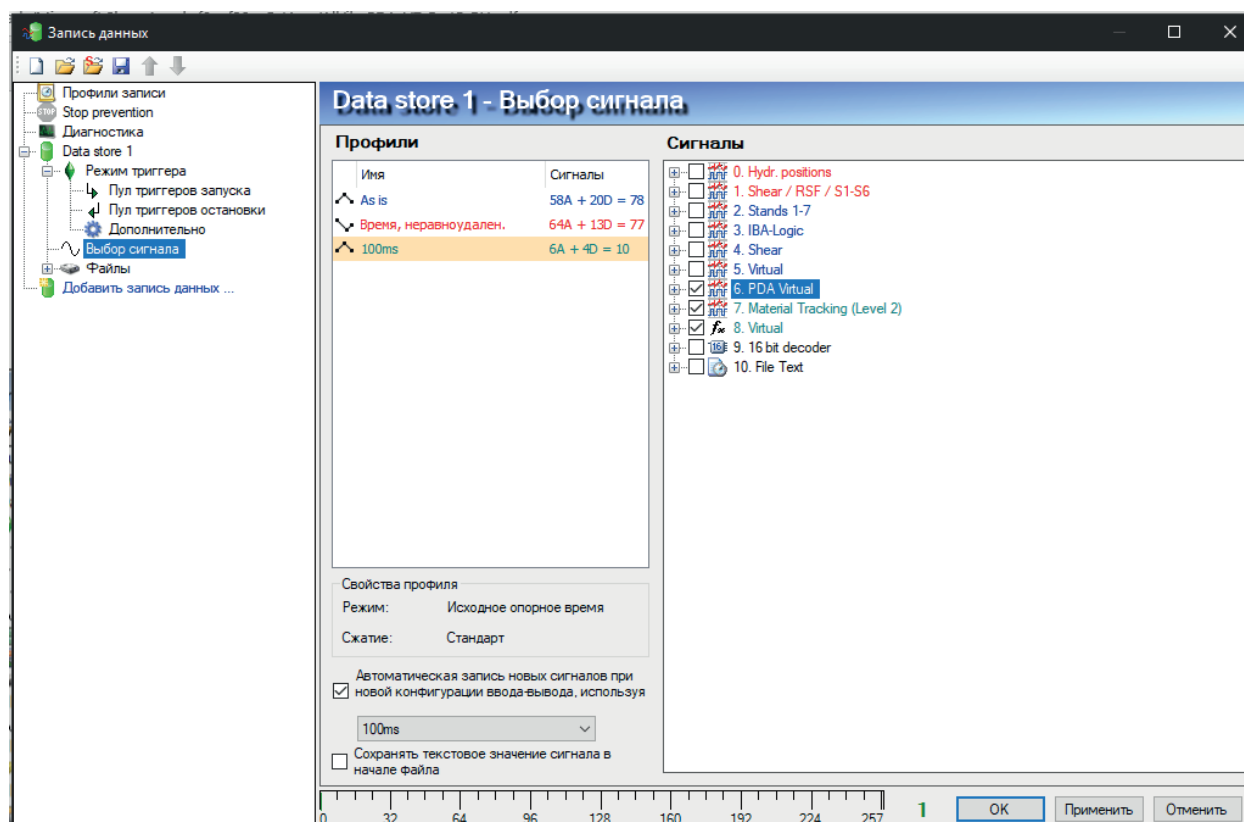 Запись данных
Профили записи
Stop prevention
Диагностика
Data store 1
Режим триггера
Пул триггеров запуска
Пул триггеров остановки
Дополнительно
Выбор сигнала
Файлы
Добавить запись данных ...
Data store 1 - Выбор сигнала
Профили
Имя Сигналы
As is 58A + 20D = 78
Время, неравноудален. 64A + 13D = 77
100ms 6A + 4D = 10
Свойства профиля
Режим: Исходное опорное время
Сжатие: Стандарт
Автоматическая запись новых сигналов при
новой конфигурации ввода-вывода, используя
100ms
Сохранять текстовое значение сигнала в
начале файла
Сигналы
0. Hydr. positions
1. Shear / RSF / S1-S6
2. Stands 1-7
3. IBA-Logic
4. Shear
5. Virtual
6. PDA Virtual
7. Material Tracking (Level 2)
8. Virtual
9. 16 bit decoder
10. File Text
0 32 64 96 128 160 192 224 257
1 OK Применить Отменить